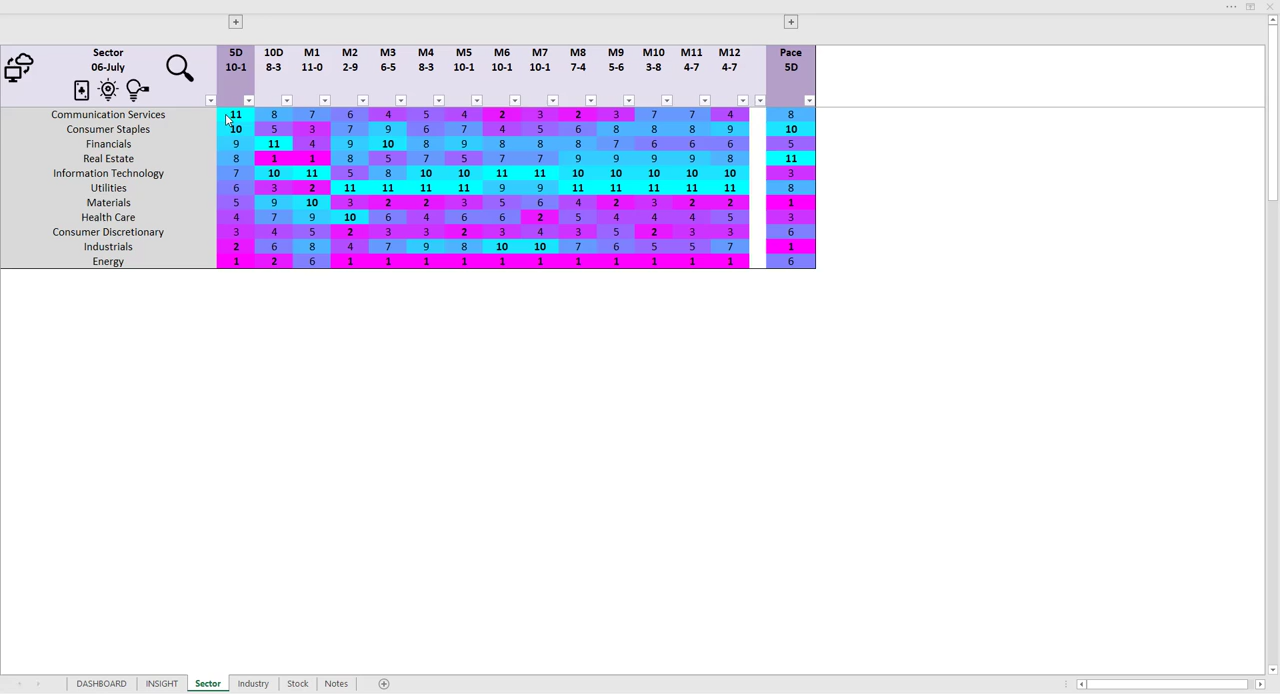 Sector 5D 10D M1 M2 M3 M4 M5 M6 M7 M8 M9 M10 M11 M12 Pace
06-July 10-1 8-3 11-0 2-9 6-5 8-3 10-1 10-1 10-1 7-4 5-6 3-8 4-7 4-7 5D
Communication Services 11 8 7 6 4 5 4 2 3 2 3 7 7 4 8
Consumer Staples 10 5 3 7 9 6 7 4 5 6 8 8 8 9 10
Financials 9 11 4 9 10 8 9 8 8 8 7 6 6 6 5
Real Estate 8 1 1 8 5 7 5 7 7 9 9 9 9 8 11
Information Technology 7 10 11 5 8 10 10 11 11 10 10 10 10 10 3
Utilities 6 3 2 11 11 11 11 9 9 11 11 11 11 11 8
Materials 5 9 10 3 2 2 3 5 6 4 2 3 2 2 1
Health Care 4 7 9 10 6 4 6 6 2 5 4 4 4 5 3
Consumer Discretionary 3 4 5 2 3 3 2 3 4 3 5 2 3 3 6
Industrials 2 6 8 4 7 9 8 10 10 7 6 5 5 7 1
Energy 1 2 6 1 1 1 1 1 1 1 1 1 1 1 6
DASHBOARD INSIGHT Sector Industry Stock Notes